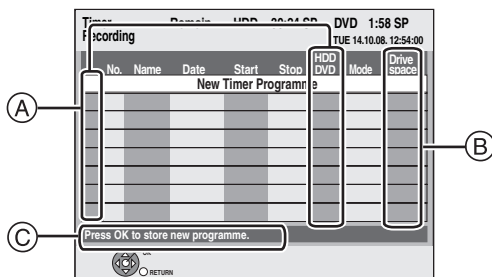 Timer Remain HDD 30:24 SP DVD 1:58 SP
Recording TUE 14.10.08. 12:54:00
No. Name Date Start Stop HDD DVD Mode Drive space
New Timer Programme
A
B
C
Press OK to store new programme.
OK
RETURN